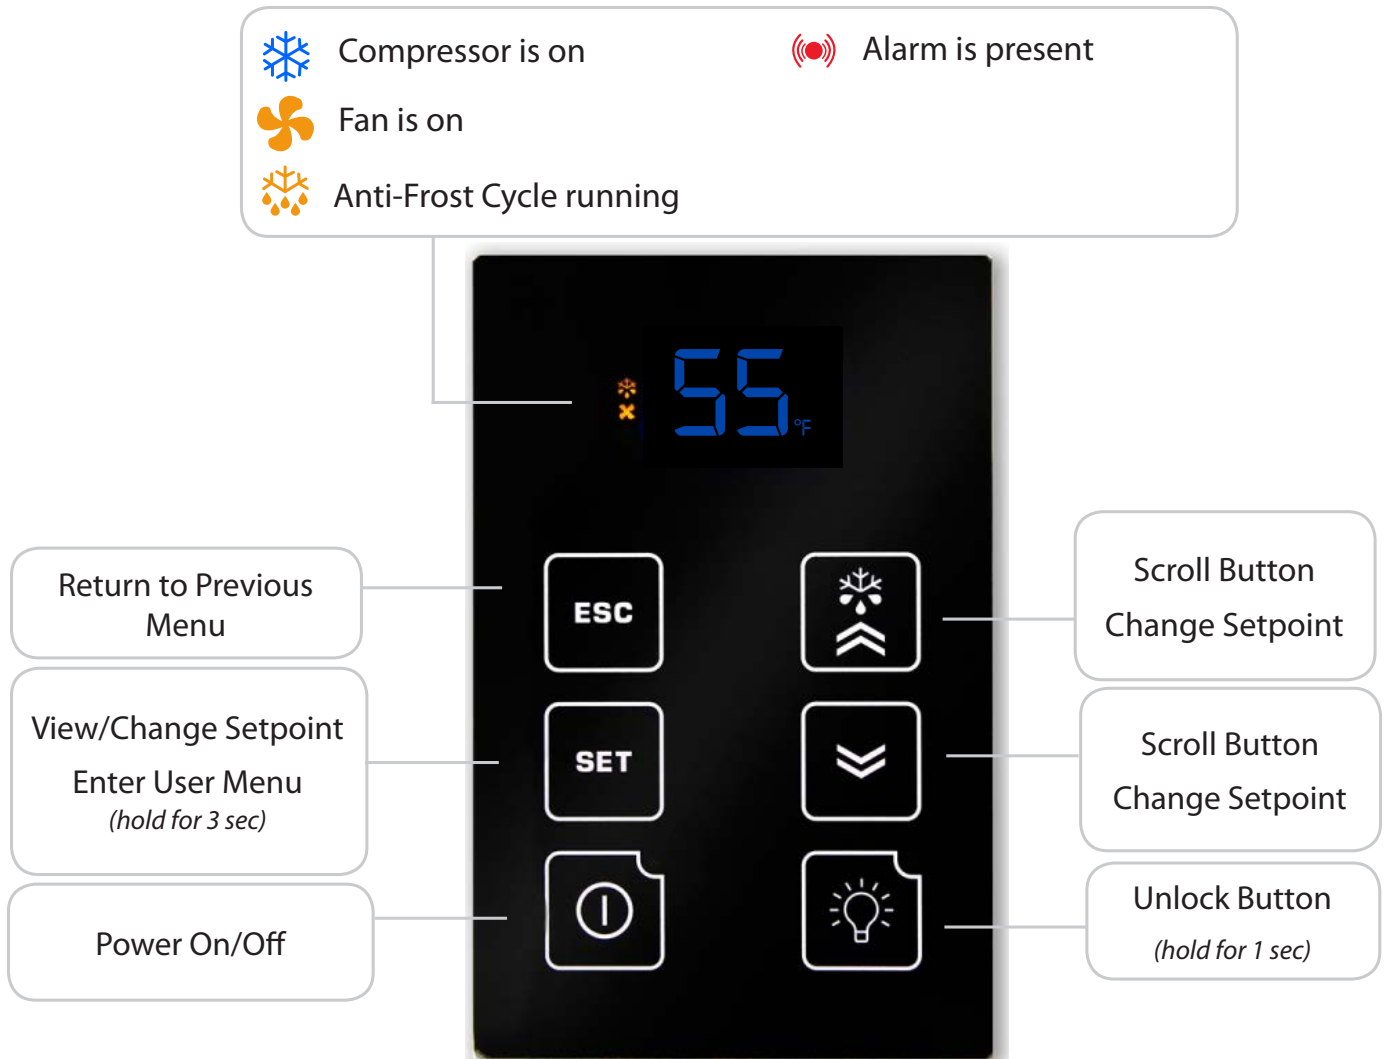 Compressor is on
Alarm is present
Fan is on
Anti-Frost Cycle running
55 °F
Return to Previous
Menu
ESC
Scroll Button
Change Setpoint
View/Change Setpoint
Enter User Menu
(hold for 3 sec)
SET
Scroll Button
Change Setpoint
Power On/Off
Unlock Button
(hold for 1 sec)